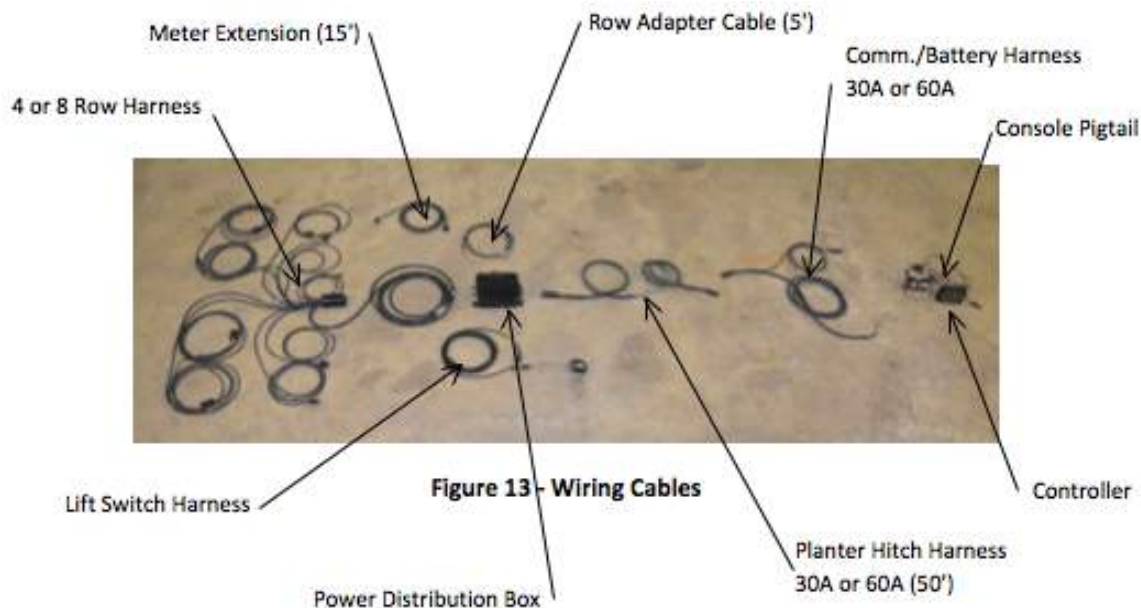 Row Adapter Cable (5')
Meter Extension (15')
Comm./Battery Harness
30A or 60A
4 or 8 Row Harness
Console Pigtail
Figure 13 - Wiring Cables
Lift Switch Harness
Controller
Planter Hitch Harness
30A or 60A (50')
Power Distribution Box